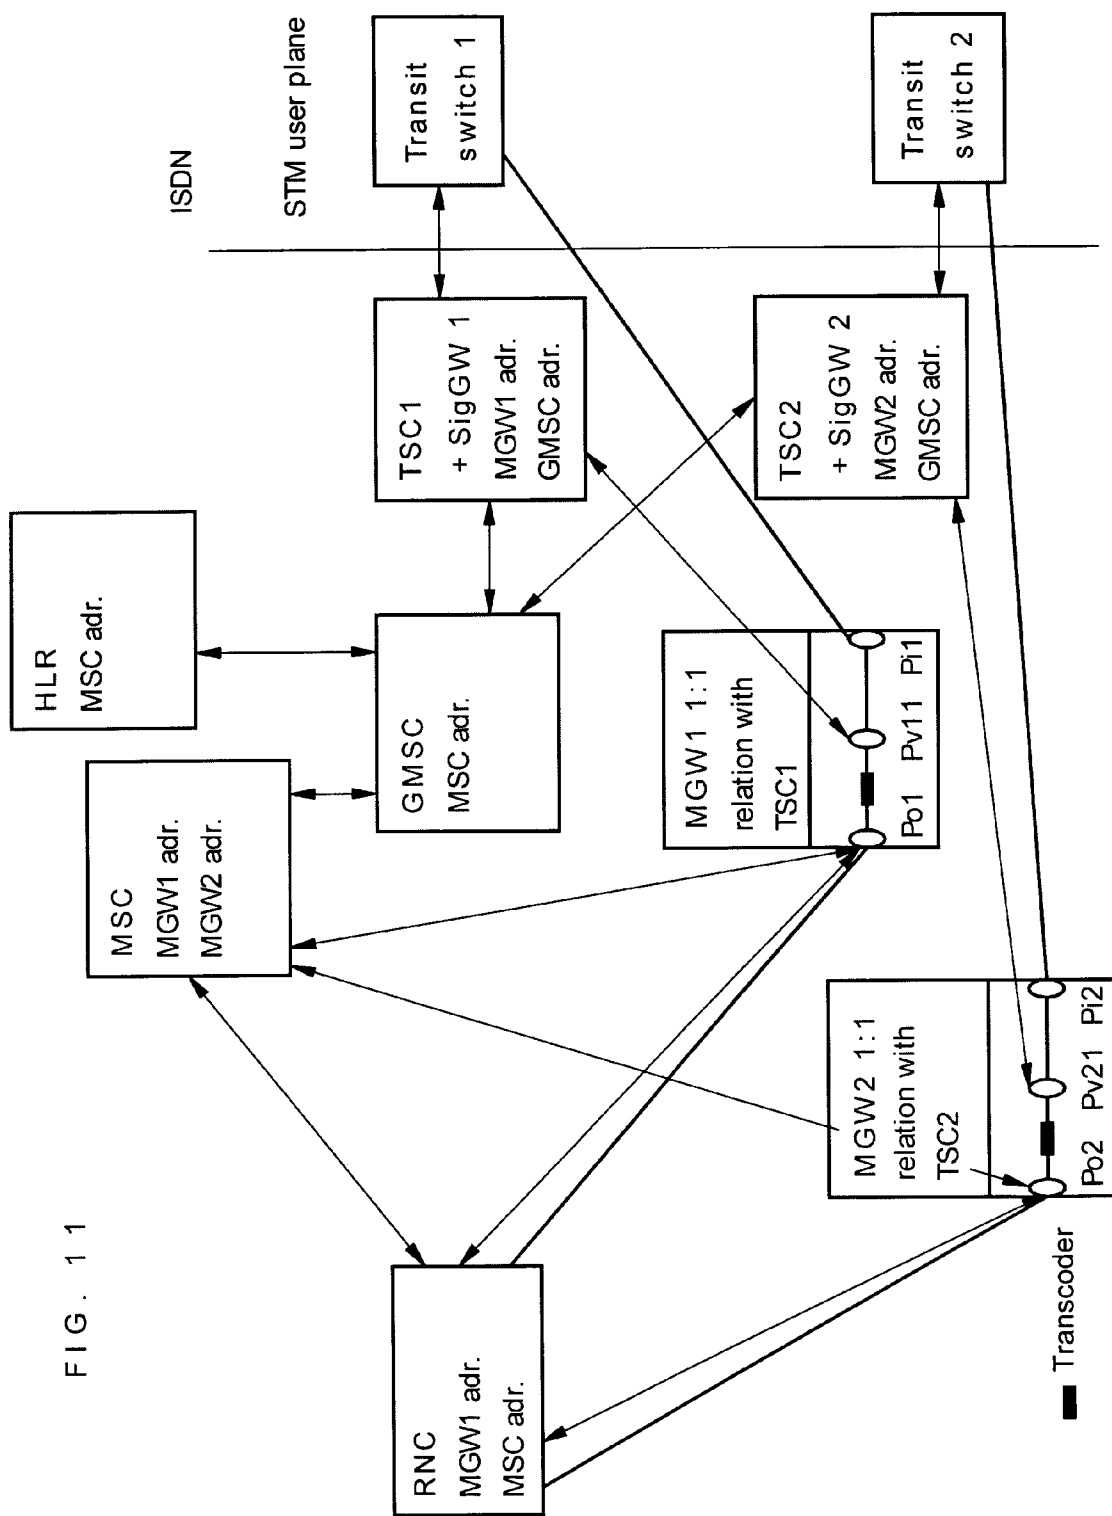 FIG. 11
ISDN
STM user plane
HLR
MSC adr.
MSC
MGW1 adr.
MGW2 adr.
GMSC
MSC adr.
TSC1
+ SigGW 1
MGW1 adr.
GMSC adr.
Transit
switch 1
RNC
MGW1 adr.
MSC adr.
MGW1 1:1
relation with
TSC1
Po1 Pv11 Pi1
TSC2
+ SigGW 2
MGW2 adr.
GMSC adr.
Transit
switch 2
MGW2 1:1
relation with
TSC2
Po2 Pv21 Pi2
Transcoder